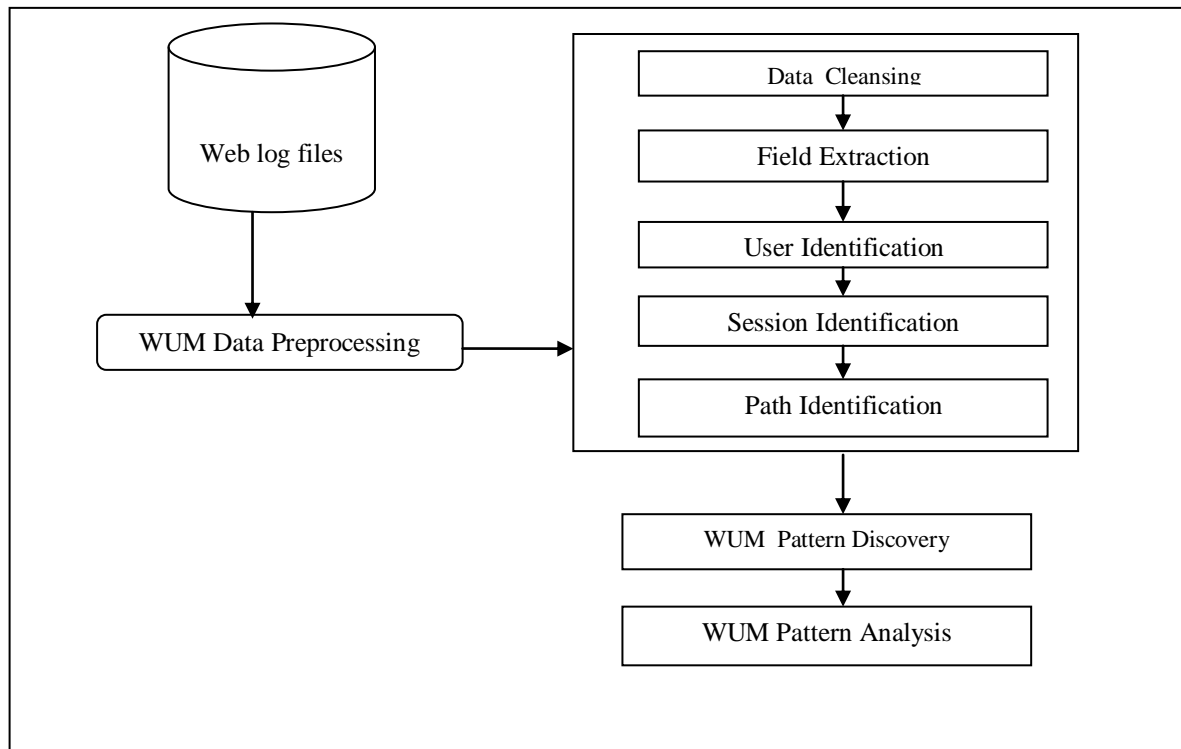 Web log files
WUM Data Preprocessing
Data Cleansing
Field Extraction
User Identification
Session Identification
Path Identification
WUM Pattern Discovery
WUM Pattern Analysis